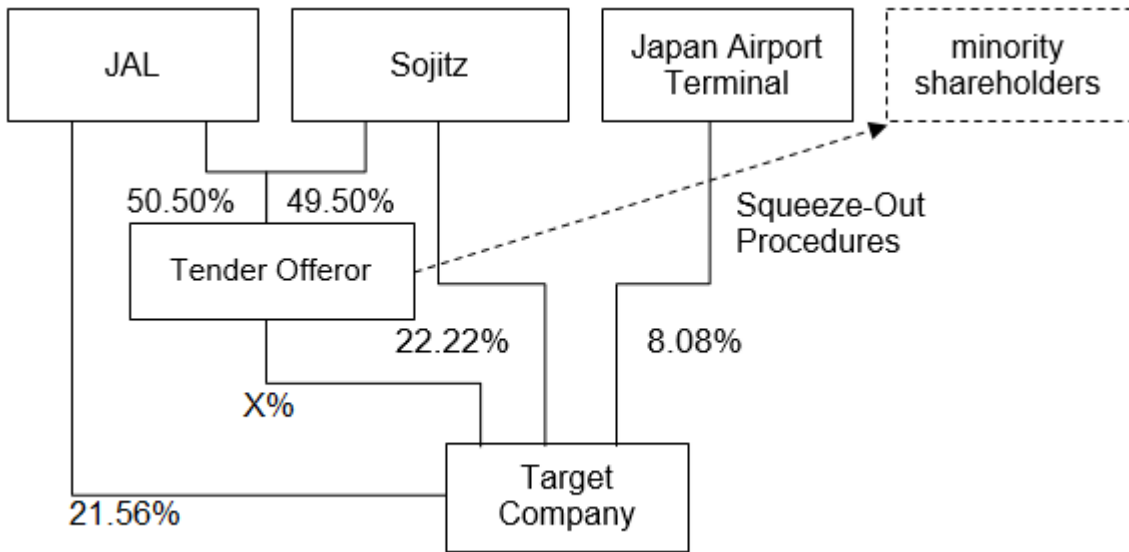 JAL
Sojitz
Japan Airport
Terminal
minority
shareholders
50.50%
49.50%
Squeeze-Out
Procedures
Tender Offeror
22.22%
8.08%
X%
Target
Company
21.56%